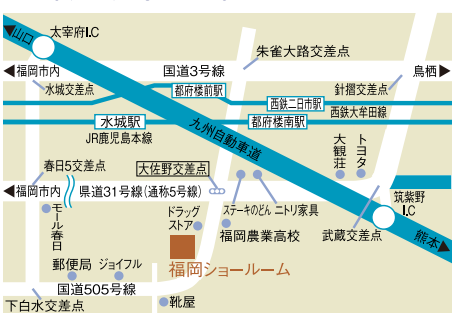 山口
太宰府I.C
朱雀大路交差点
福岡市内
国道3号線
鳥栖
水城交差点
都府楼前駅
針摺交差点
西鉄二日市駅
西鉄大牟田線
水城駅
九州自動車道
都府楼南駅
JR鹿児島本線
大観荘
トヨタ
春日5交差点
大佐野交差点
福岡市内
県道31号線(通称5号線)
筑紫野
I.C
モール春日
ドラッグ
ストア
ステーキのどん
ニトリ家具
福岡農業高校
武蔵交差点
熊本
郵便局
ジョイフル
福岡ショールーム
国道505号線
下白水交差点
靴屋